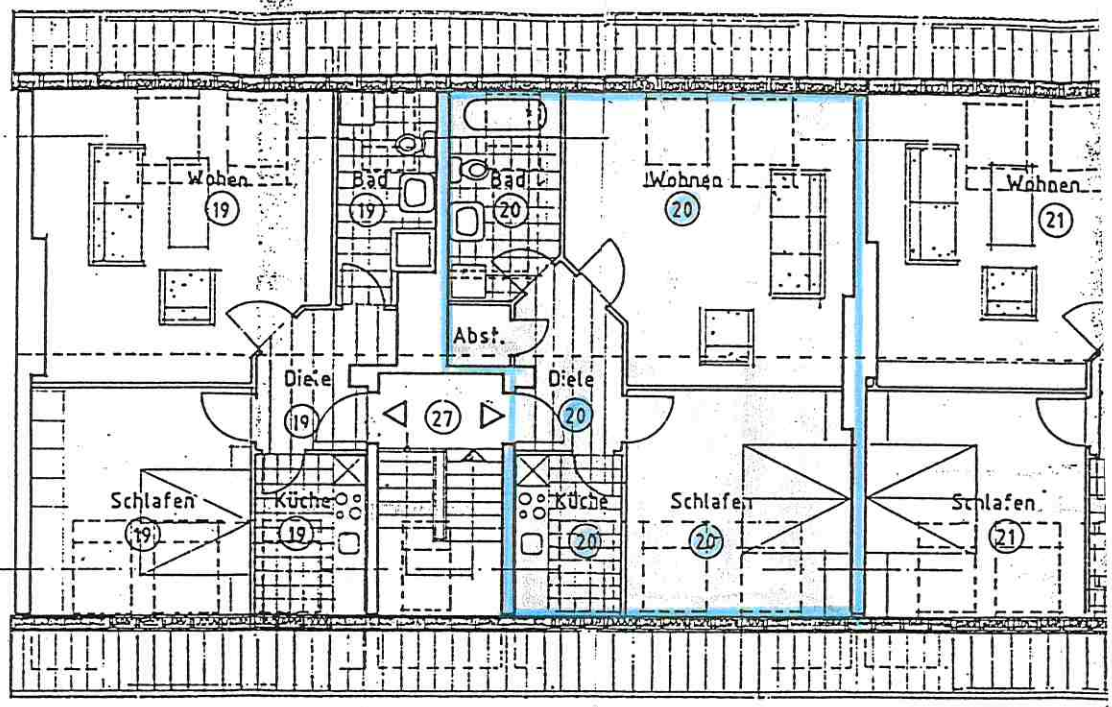 Wohen
19
Bad
19
Bad
20
Wohnen
20
Wohnen
21
Abst.
Diele
19
27
Diele
20
Schlafen
19
Küche
19
Küche
20
Schlafen
20
Schlafen
21